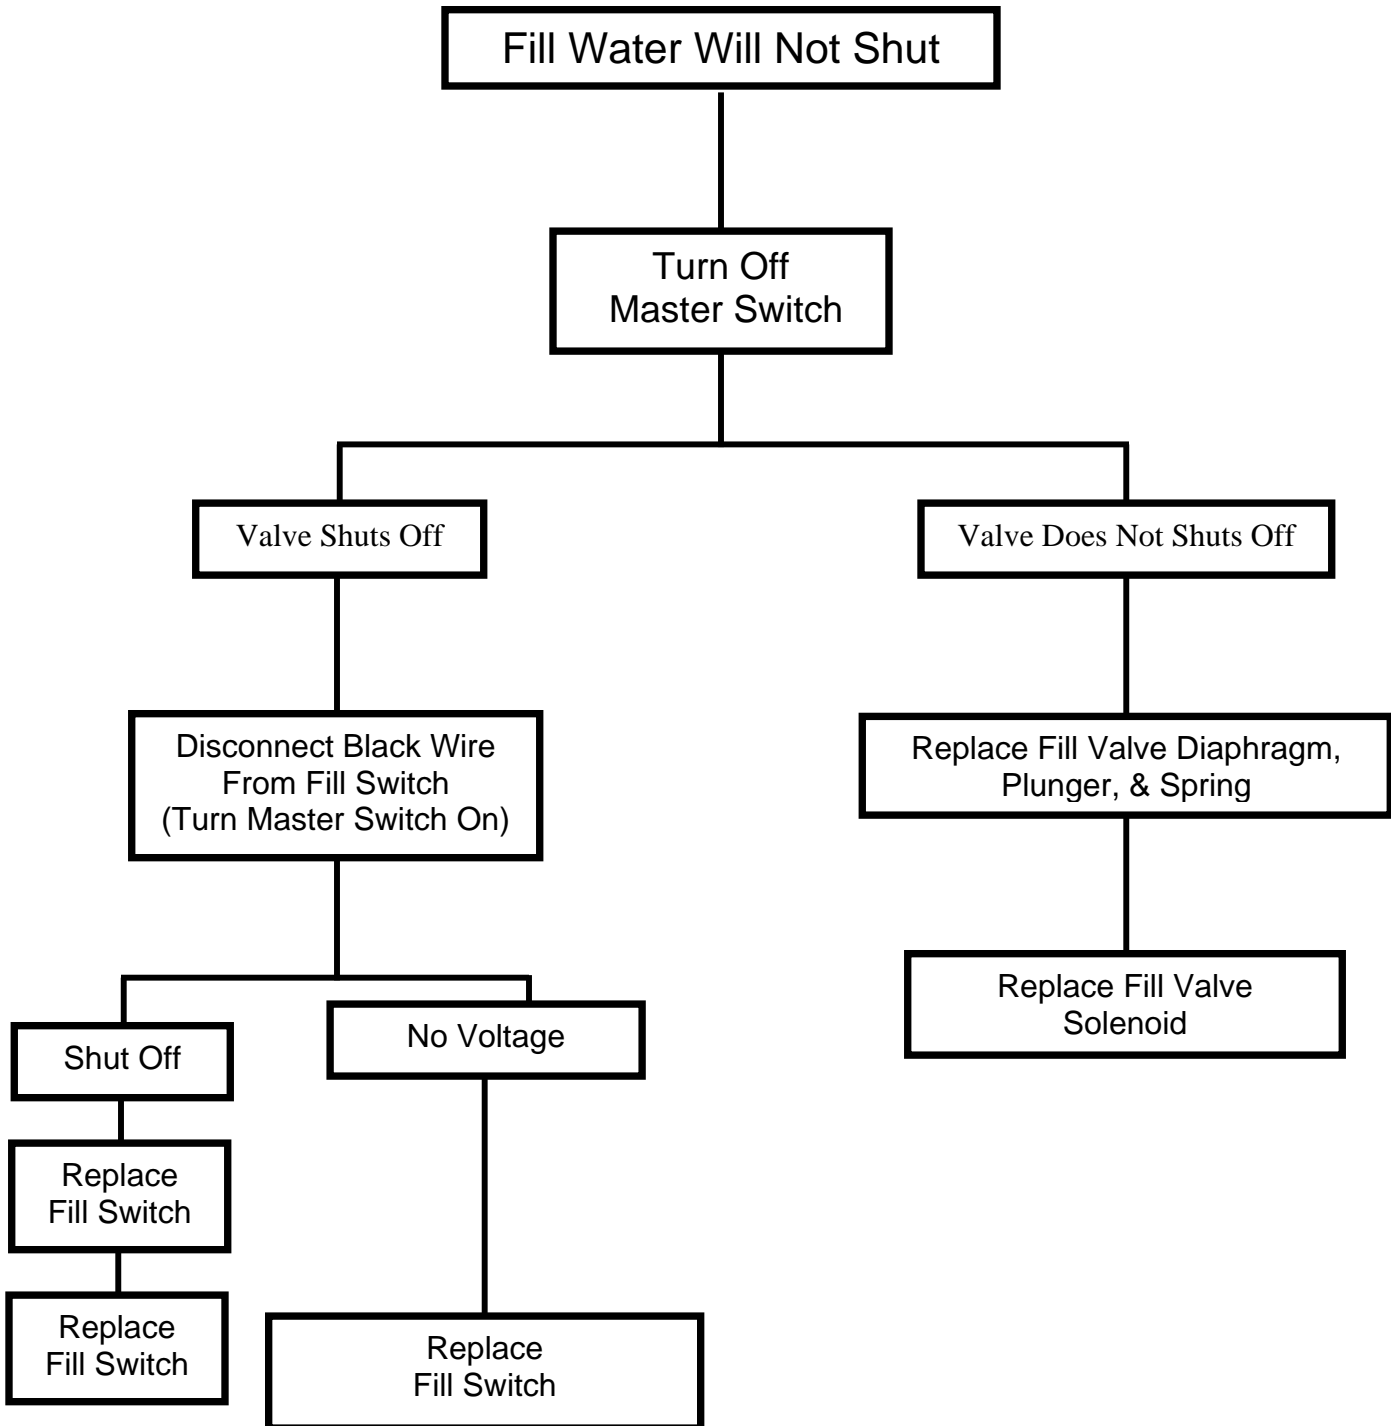 Fill Water Will Not Shut
Turn Off
Master Switch
Valve Shuts Off
Valve Does Not Shuts Off
Disconnect Black Wire
From Fill Switch
(Turn Master Switch On)
Replace Fill Valve Diaphragm,
Plunger, & Spring
Shut Off
No Voltage
Replace Fill Valve
Solenoid
Replace
Fill Switch
Replace
Fill Switch
Replace
Fill Switch